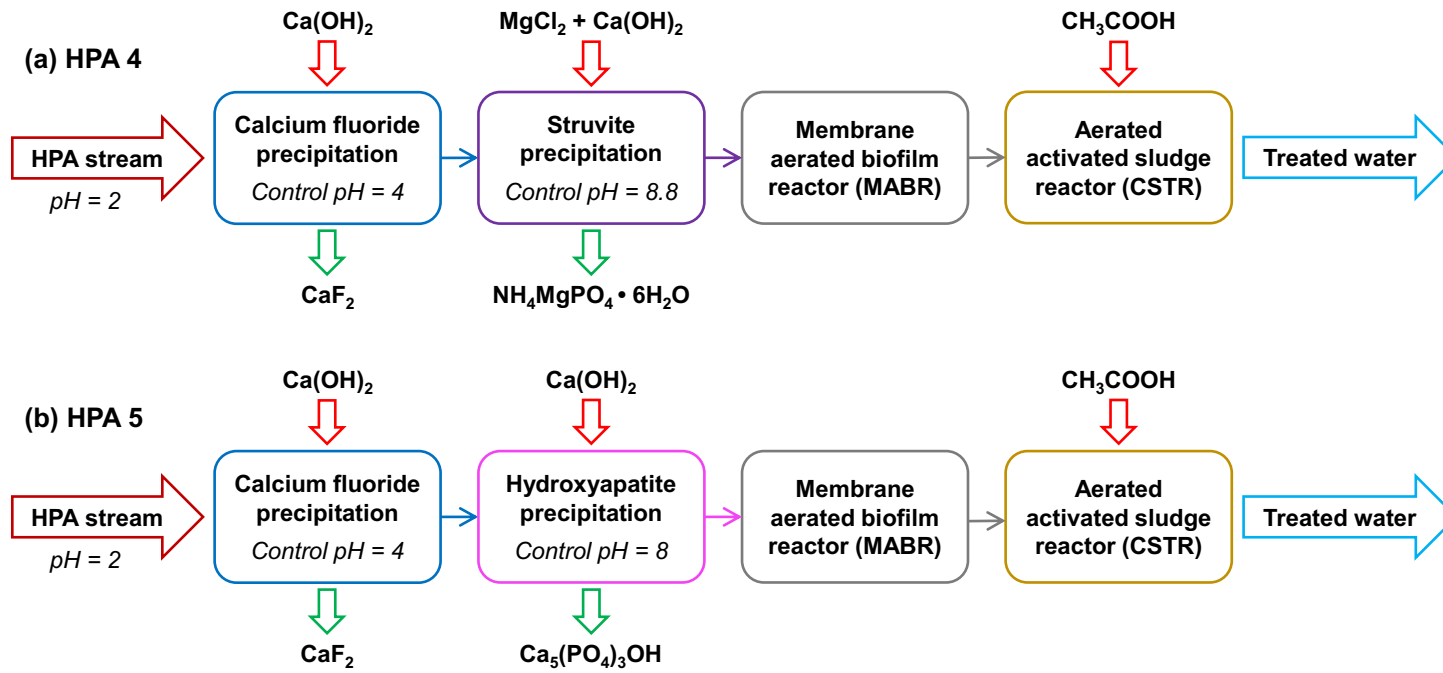 Ca(OH)₂
MgCl₂ + Ca(OH)₂
CH₃COOH
(a) HPA 4
HPA stream
pH = 2
Calcium fluoride
precipitation
Control pH = 4
Struvite
precipitation
Control pH = 8.8
Membrane
aerated biofilm
reactor (MABR)
Aerated
activated sludge
reactor (CSTR)
Treated water
CaF₂
NH₄MgPO₄ • 6H₂O
Ca(OH)₂
Ca(OH)₂
CH₃COOH
(b) HPA 5
HPA stream
pH = 2
Calcium fluoride
precipitation
Control pH = 4
Hydroxyapatite
precipitation
Control pH = 8
Membrane
aerated biofilm
reactor (MABR)
Aerated
activated sludge
reactor (CSTR)
Treated water
CaF₂
Ca₅(PO₄)₃OH